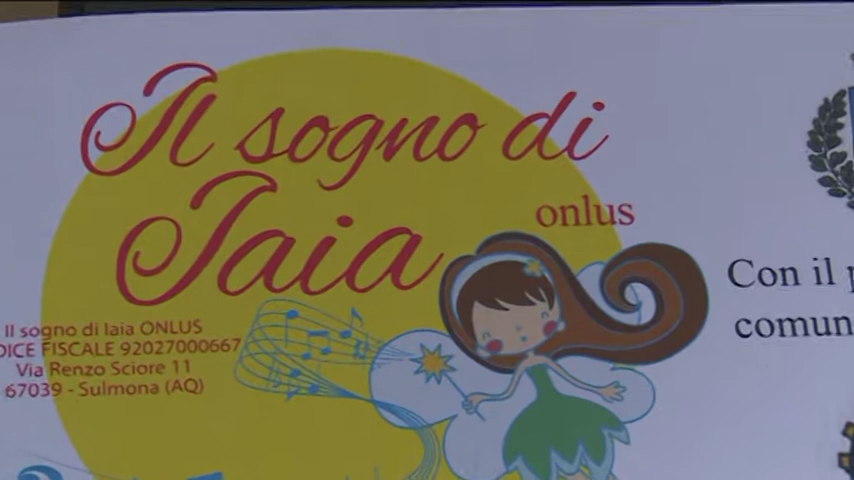 Il sogno di
Iaia
onlus
Il sogno di Iaia ONLUS
DICE FISCALE 92027000667
Via Renzo Sciore 11
67039 - Sulmona (AQ)
Con il
comun